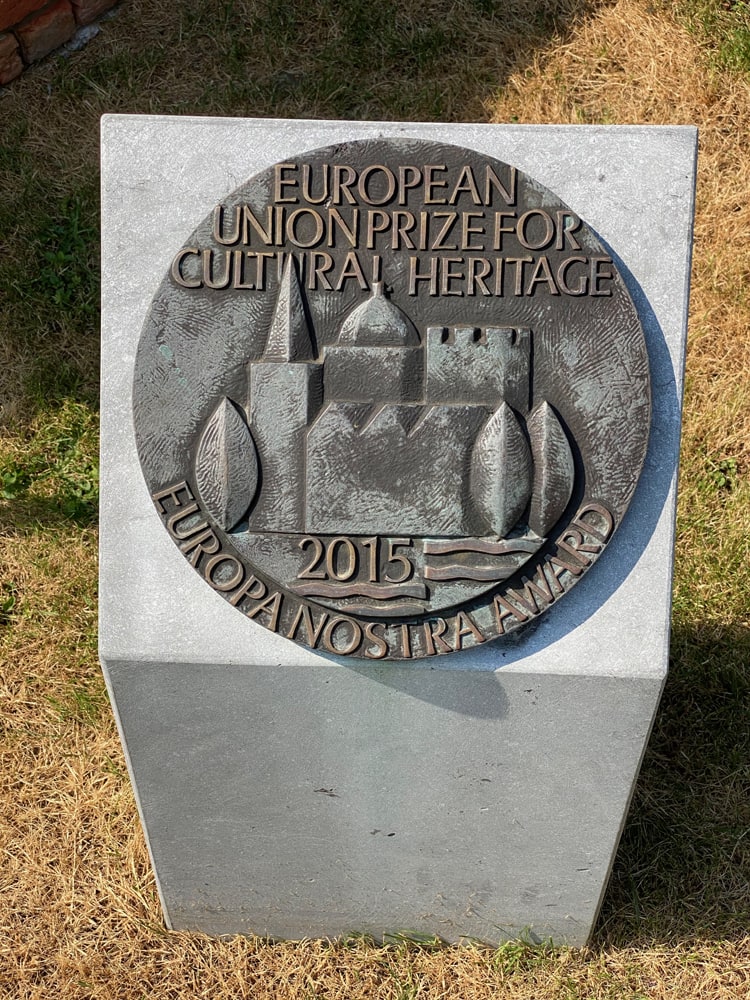 EUROPEAN
UNION PRIZE FOR
CULTURAL HERITAGE
2015
EUROPA NOSTRA AWARD